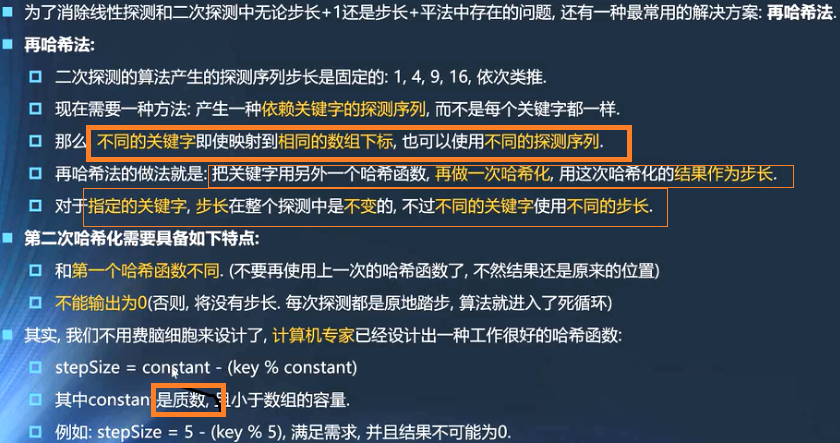 为了消除线性探测和二次探测中无论步长+1还是步长+平法中存在的问题, 还有一种最常用的解决方案: 再哈希法.
再哈希法:
二次探测的算法产生的探测序列步长是固定的: 1, 4, 9, 16, 依次类推.
现在需要一种方法: 产生一种依赖关键字的探测序列, 而不是每个关键字都一样.
那么 不同的关键字即使映射到相同的数组下标, 也可以使用不同的探测序列.
再哈希法的做法就是: 把关键字用另外一个哈希函数, 再做一次哈希化, 用这次哈希化的结果作为步长.
对于指定的关键字, 步长在整个探测中是不变的, 不过不同的关键字使用不同的步长.
第二次哈希化需要具备如下特点:
和第一个哈希函数不同. (不要再使用上一次的哈希函数了, 不然结果还是原来的位置)
不能输出为0(否则, 将没有步长. 每次探测都是原地踏步, 算法就进入了死循环)
其实, 我们不用费脑细胞来设计了, 计算机专家已经设计出一种工作很好的哈希函数:
stepSize = constant - (key % constant)
其中constant是质数, 且小于数组的容量.
例如: stepSize = 5 - (key % 5), 满足需求, 并且结果不可能为0.